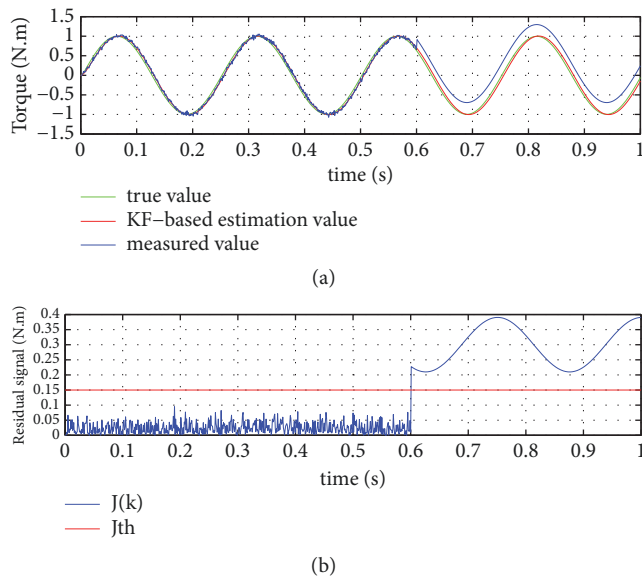 1.5
1
0.5
0
−0.5
−1
−1.5
Torque (N.m)
0 0.1 0.2 0.3 0.4 0.5 0.6 0.7 0.8 0.9 1
time (s)
true value
KF−based estimation value
measured value
(a)
0.4
0.35
0.3
0.25
0.2
0.15
0.1
0.05
0
Residual signal (N.m)
0 0.1 0.2 0.3 0.4 0.5 0.6 0.7 0.8 0.9 1
time (s)
J(k)
Jth
(b)